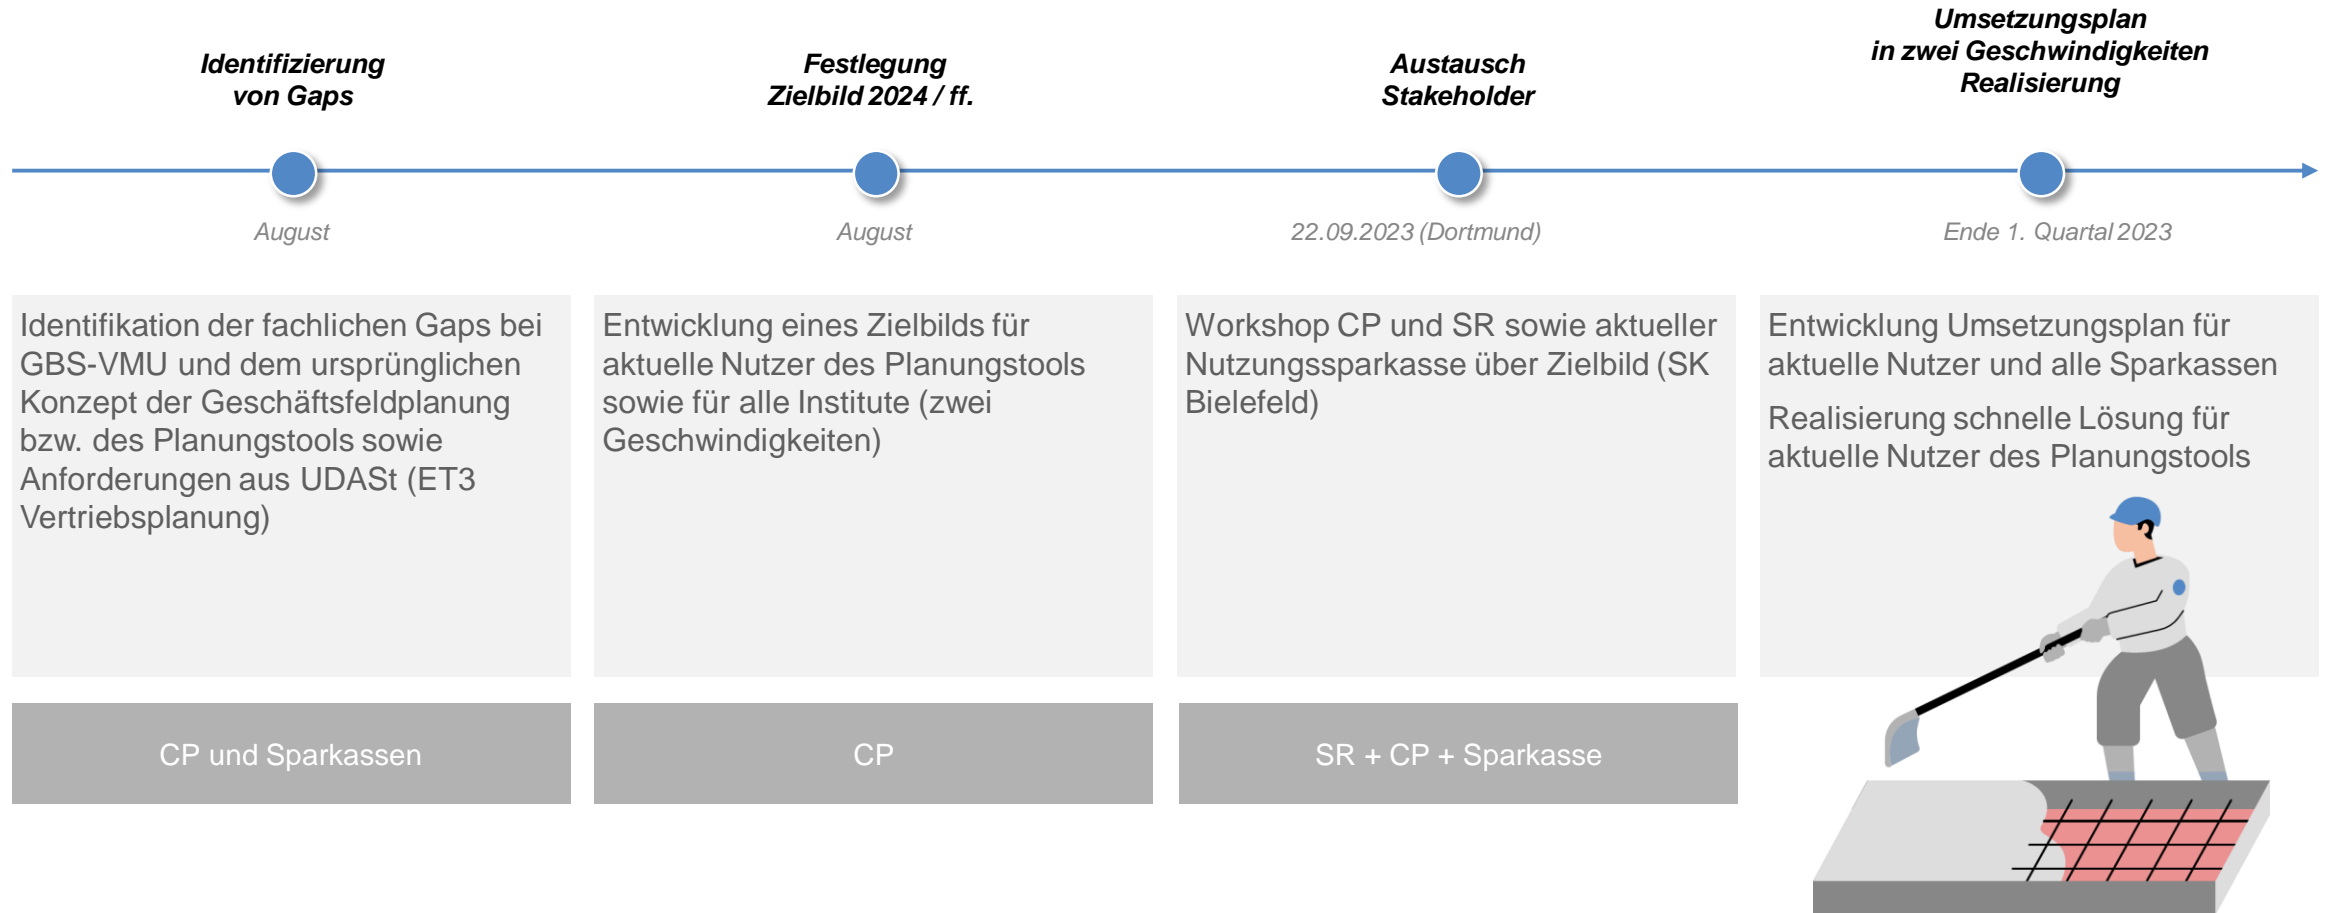 Identifizierung
von Gaps
Festlegung
Zielbild 2024 / ff.
Austausch
Stakeholder
Umsetzungsplan
in zwei Geschwindigkeiten
Realisierung
August
August
22.09.2023 (Dortmund)
Ende 1. Quartal 2023
Identifikation der fachlichen Gaps bei
GBS-VMU und dem ursprünglichen
Konzept der Geschäftsfeldplanung
bzw. des Planungstools sowie
Anforderungen aus UDASt (ET3
Vertriebsplanung)
Entwicklung eines Zielbilds für
aktuelle Nutzer des Planungstools
sowie für alle Institute (zwei
Geschwindigkeiten)
Workshop CP und SR sowie aktueller
Nutzungssparkasse über Zielbild (SK
Bielefeld)
Entwicklung Umsetzungsplan für
aktuelle Nutzer und alle Sparkassen
Realisierung schnelle Lösung für
aktuelle Nutzer des Planungstools
CP und Sparkassen
CP
SR + CP + Sparkasse